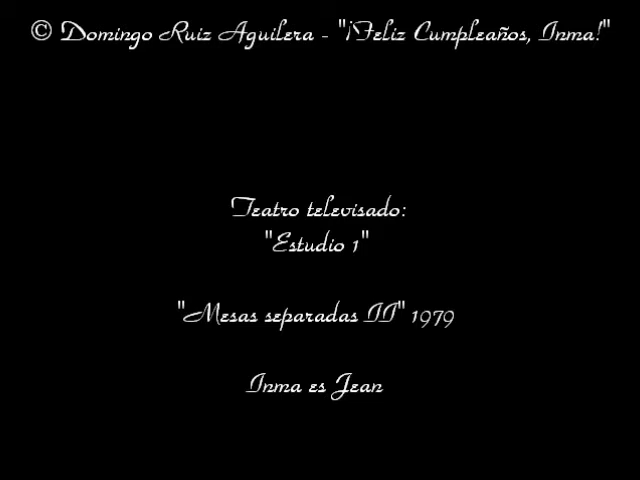 © Domingo Ruiz Aguilera - "¡Feliz Cumpleaños, Inma!"
Teatro televisado:
"Estudio 1"
"Mesas separadas II" 1979
Inma es Jean